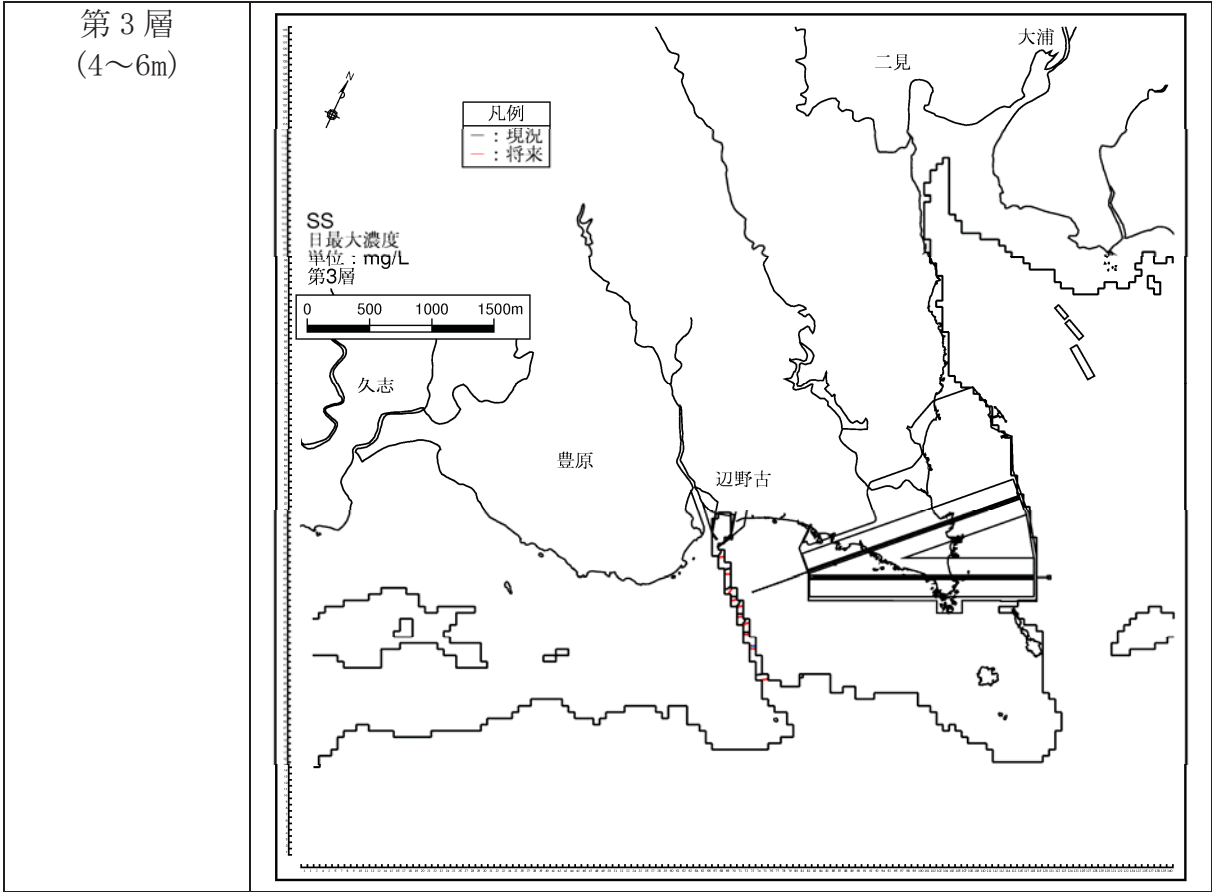 第3層
(4～6m)
大浦
二見
N
凡例
－：現況
－：将来
SS
日最大濃度
単位：mg/L
第3層
0 500 1000 1500m
久志
豊原
辺野古